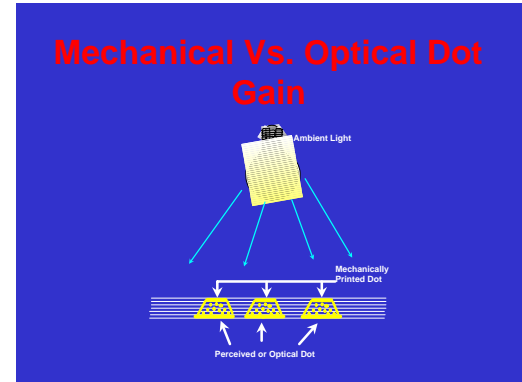 Mechanical Vs. Optical Dot
Gain
Ambient Light
Mechanically
Printed Dot
Perceived or Optical Dot